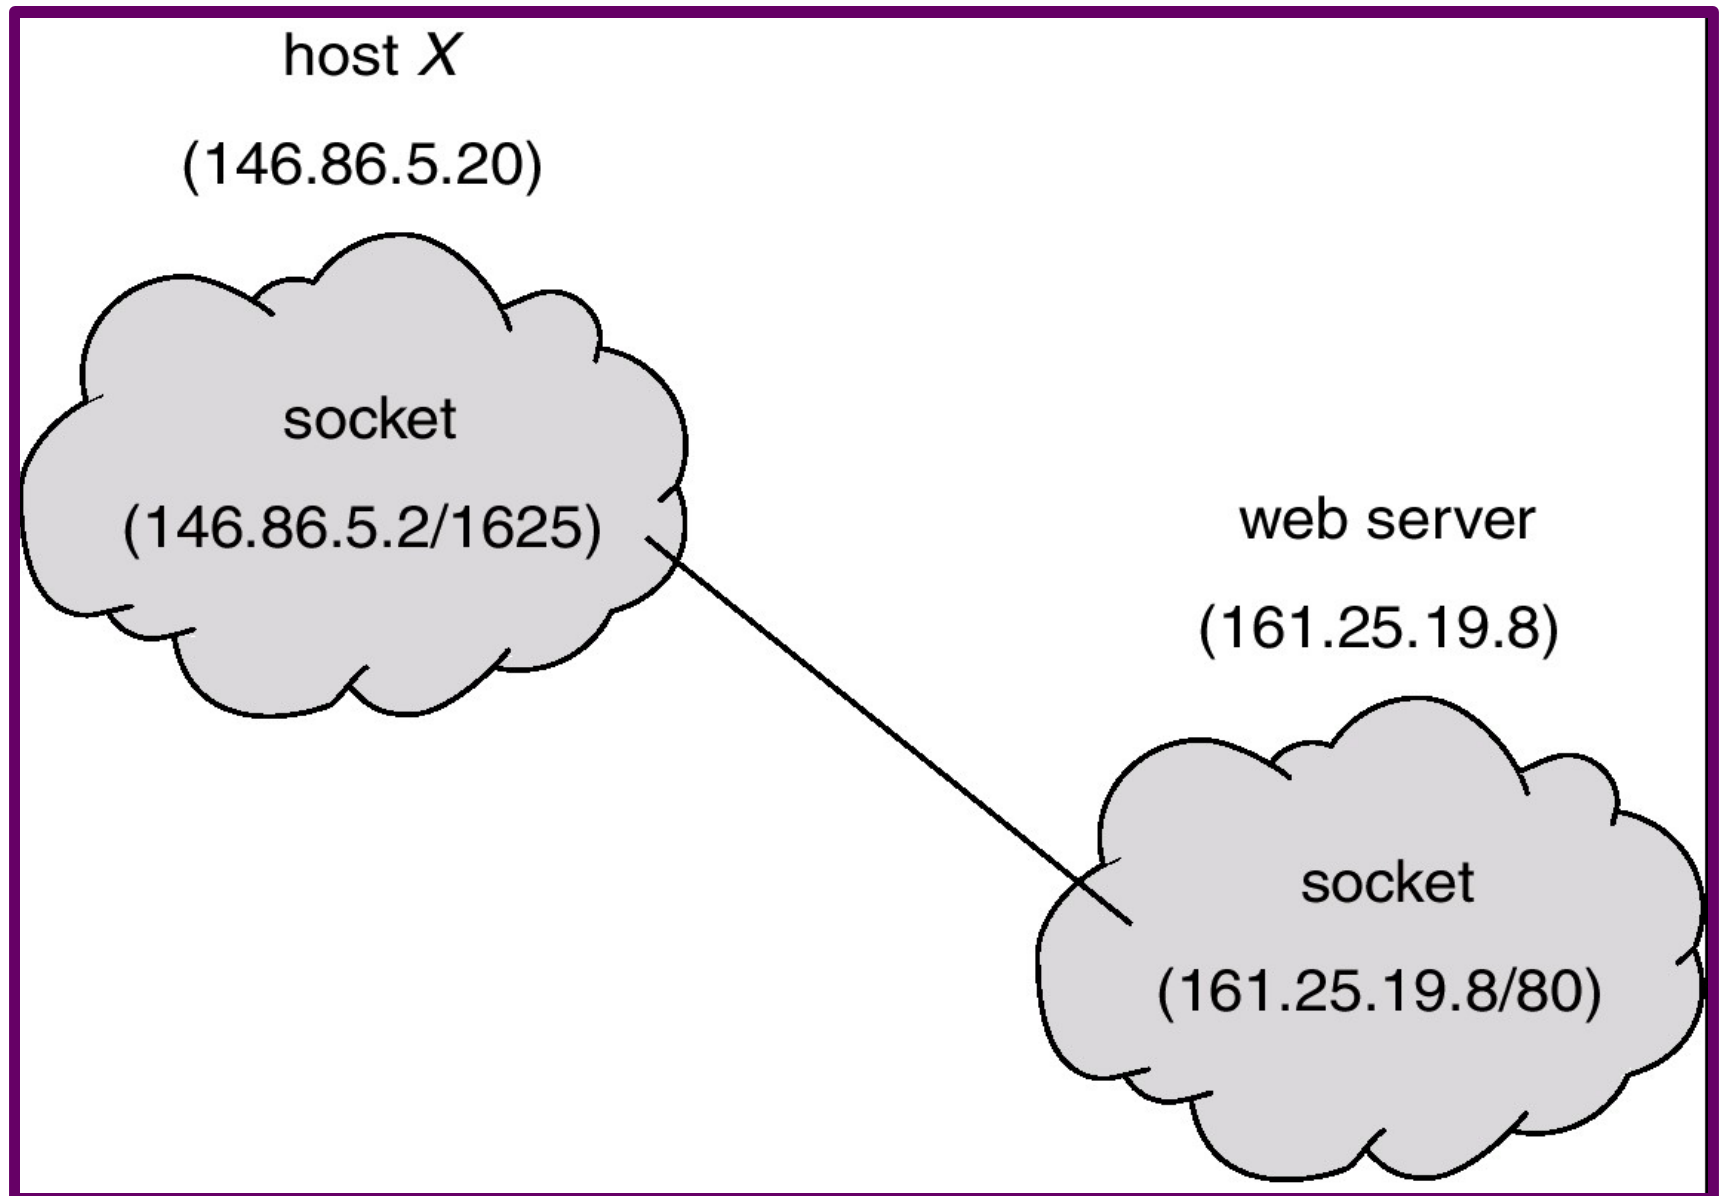 host X
(146.86.5.20)
socket
(146.86.5.2/1625)
web server
(161.25.19.8)
socket
(161.25.19.8/80)